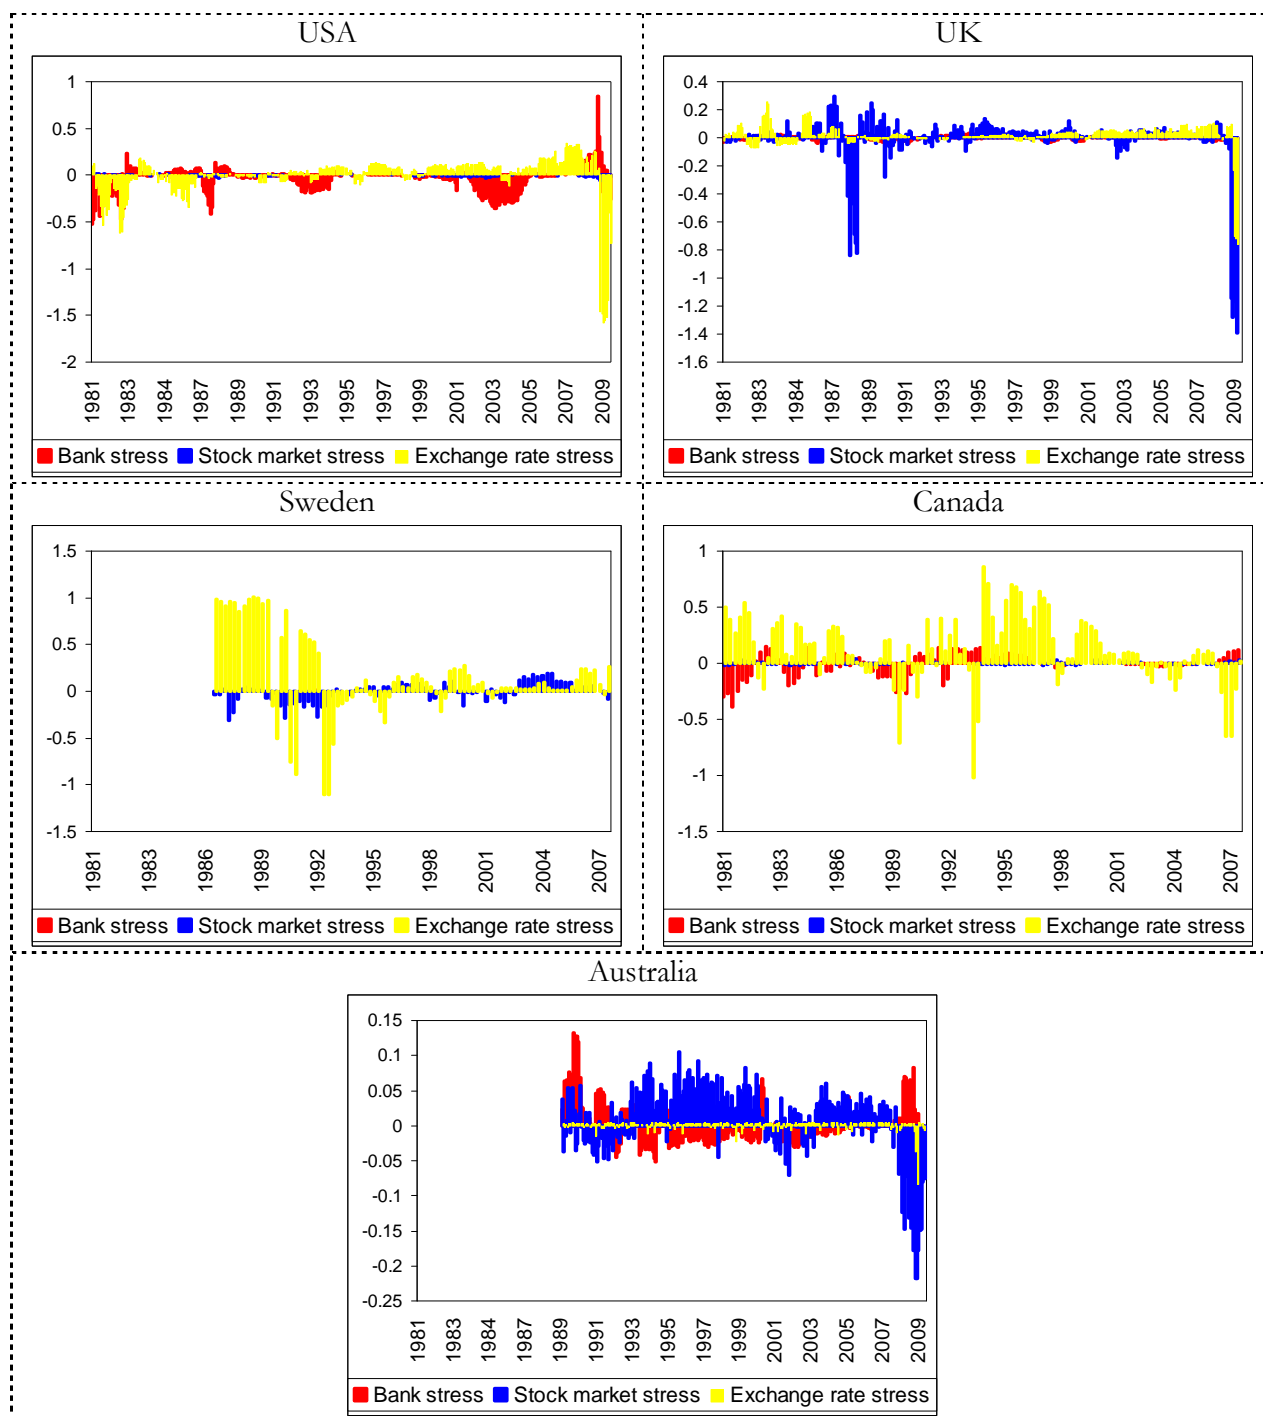 USA
1
0.5
0
-0.5
-1
-1.5
-2
1981 1983 1984 1987 1989 1991 1993 1995 1997 1999 2001 2003 2005 2007 2009
Bank stress Stock market stress Exchange rate stress
UK
0.4
0.2
0
-0.2
-0.4
-0.6
-0.8
-1
-1.2
-1.4
-1.6
1981 1983 1984 1987 1989 1991 1993 1995 1997 1999 2001 2003 2005 2007 2009
Bank stress Stock market stress Exchange rate stress
Sweden
1.5
1
0.5
0
-0.5
-1
-1.5
1981 1983 1986 1989 1992 1995 1998 2001 2004 2007
Bank stress Stock market stress Exchange rate stress
Canada
1
0.5
0
-0.5
-1
-1.5
1981 1983 1986 1989 1992 1995 1998 2001 2004 2007
Bank stress Stock market stress Exchange rate stress
Australia
0.15
0.1
0.05
0
-0.05
-0.1
-0.15
-0.2
-0.25
1981 1983 1984 1987 1989 1991 1993 1995 1997 1999 2001 2003 2005 2007 2009
Bank stress Stock market stress Exchange rate stress